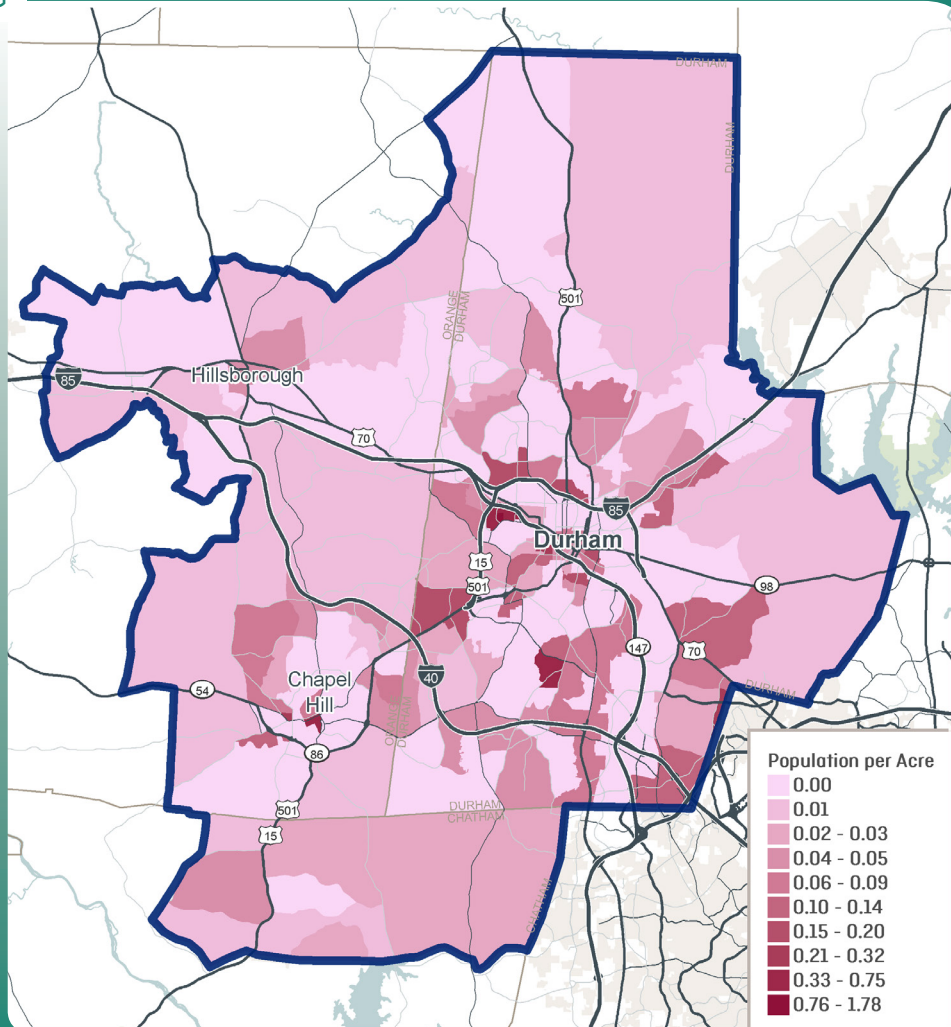 DURHAM
DURHAM
501
ORANGE
DURHAM
85
Hillsborough
70
85
Durham
15
501
98
147
70
40
54
Chapel
Hill
ORANGE
DURHAM
DURHAM
86
501
DURHAM
CHATHAM
15
CHATHAM
Population per Acre
0.00
0.01
0.02 - 0.03
0.04 - 0.05
0.06 - 0.09
0.10 - 0.14
0.15 - 0.20
0.21 - 0.32
0.33 - 0.75
0.76 - 1.78